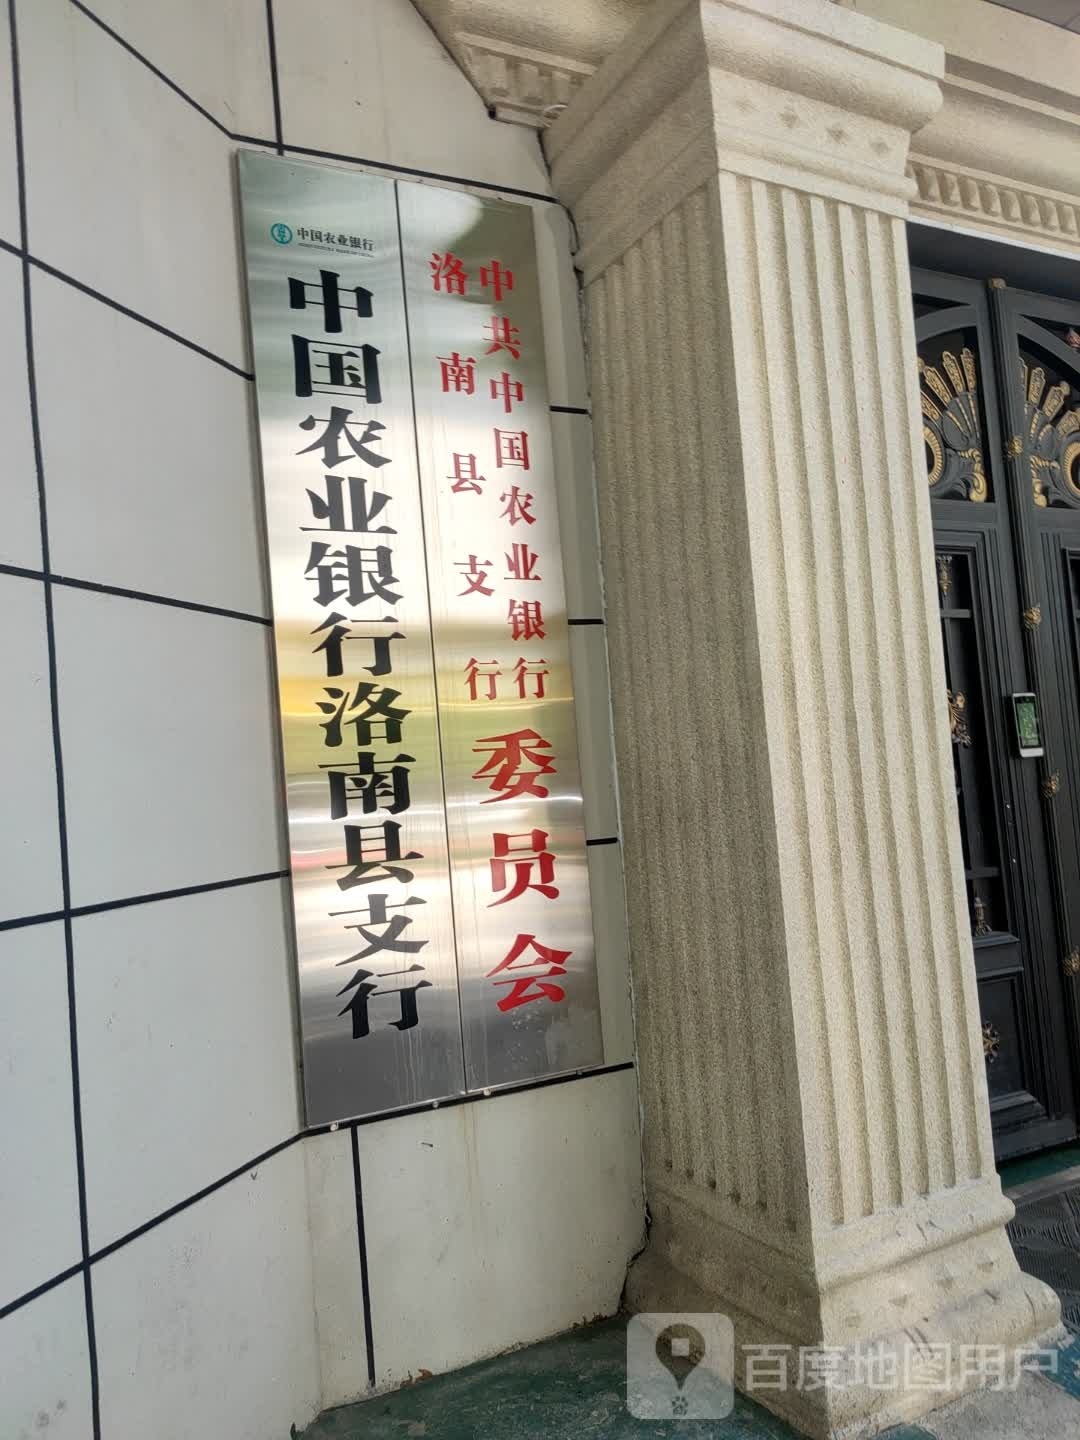 中国农业银行
中国农业银行洛南县支行
中共中国农业银行
洛南县支行
委员会
百度地图用户